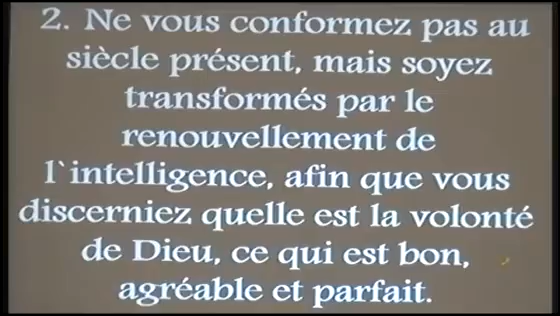 2. Ne vous conformez pas au
siècle présent, mais soyez
transformés par le
renouvellement de
l`intelligence, afin que vous
discerniez quelle est la volonté
de Dieu, ce qui est bon,
agréable et parfait.